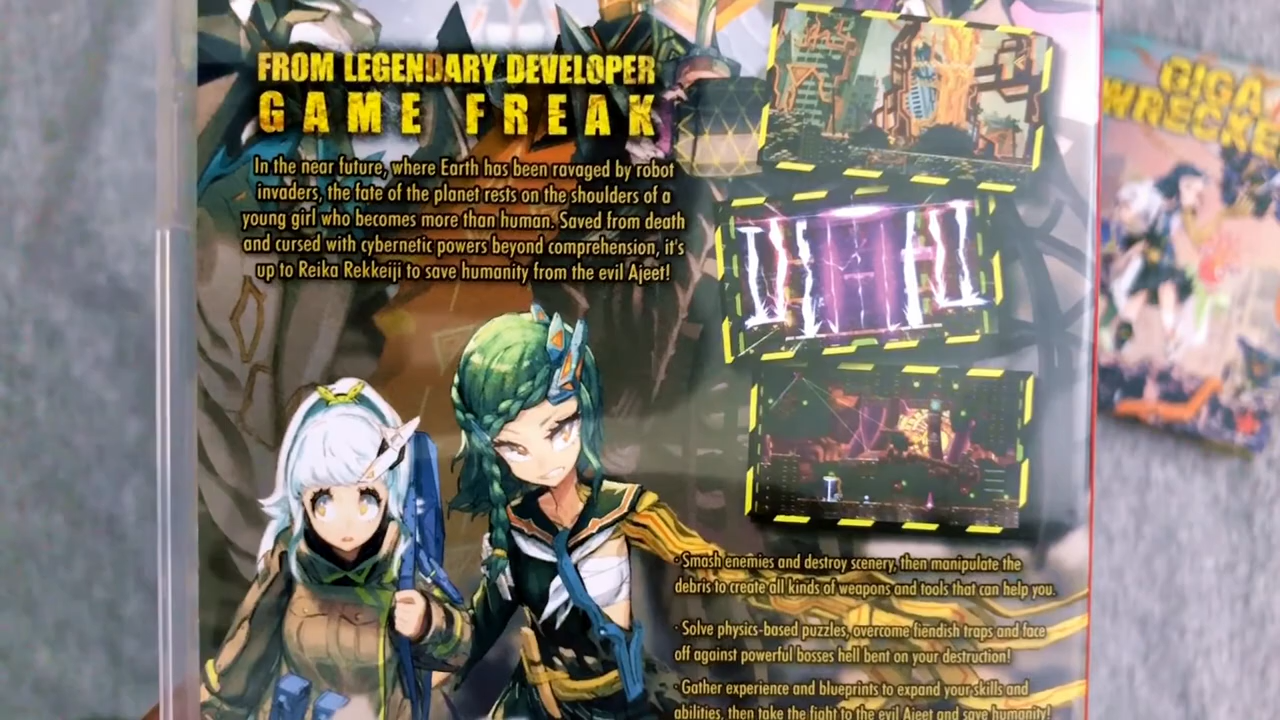 FROM LEGENDARY DEVELOPER
GAME FREAK
In the near future, where Earth has been ravaged by robot
invaders, the fate of the planet rests on the shoulders of a
young girl who becomes more than human. Saved from death
and cursed with cybernetic powers beyond comprehension, it's
up to Reika Rekkeiji to save humanity from the evil Ajeet!
· Smash enemies and destroy scenery, then manipulate the
debris to create all kinds of weapons and tools that can help you.
· Solve physics-based puzzles, overcome fiendish traps and face
off against powerful bosses hell bent on your destruction!
· Gather experience and blueprints to expand your skills and
abilities, then take the fight to the evil Ajeet and save humanity!
GIGA
WRECKE